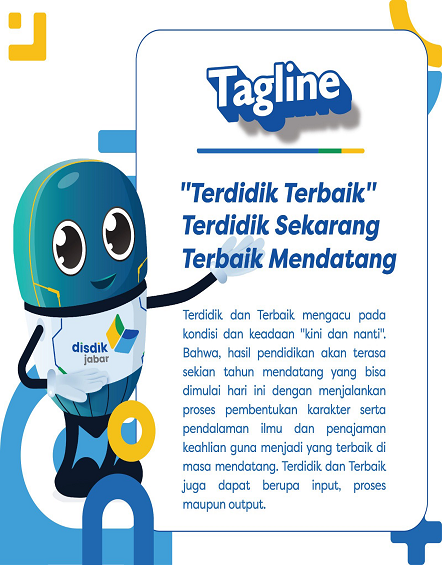 Tagline
"Terdidik Terbaik"
Terdidik Sekarang
Terbaik Mendatang
Terdidik dan Terbaik mengacu pada
kondisi dan keadaan "kini dan nanti".
Bahwa, hasil pendidikan akan terasa
sekian tahun mendatang yang bisa
dimulai hari ini dengan menjalankan
proses pembentukan karakter serta
pendalaman ilmu dan penajaman
keahlian guna menjadi yang terbaik di
masa mendatang. Terdidik dan Terbaik
juga dapat berupa input, proses
maupun output.
disdik
jabar